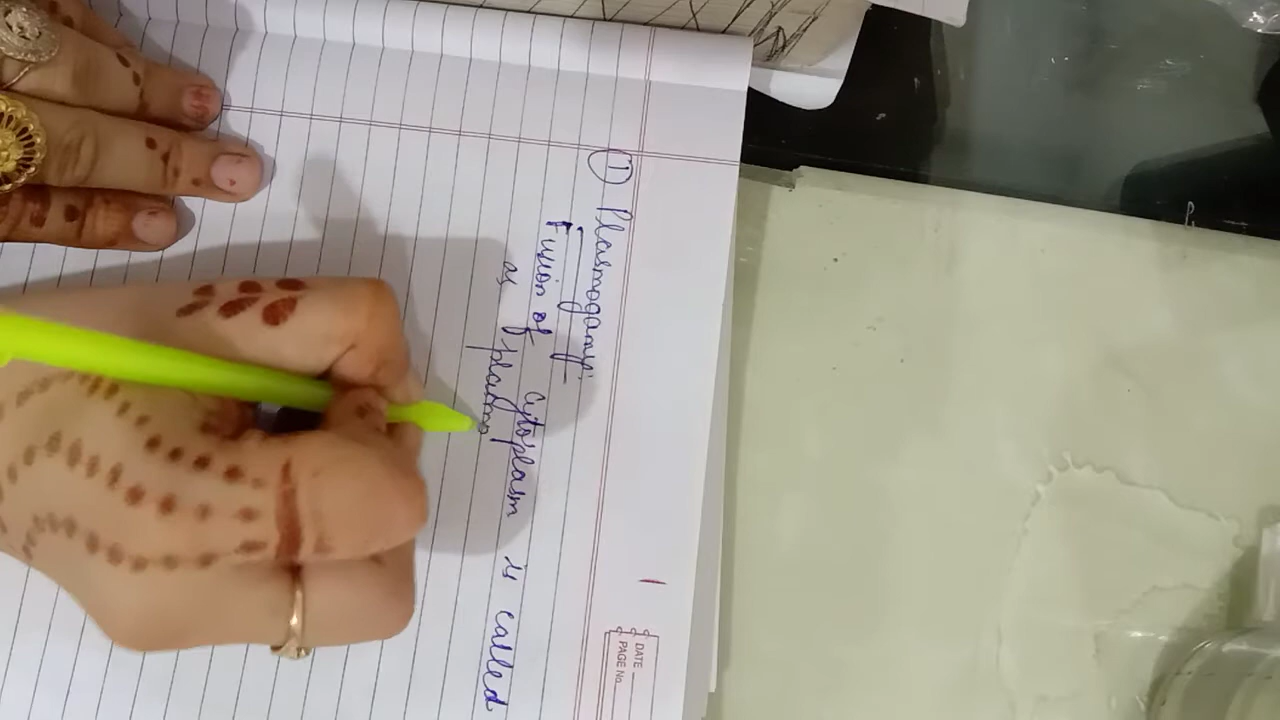 DATE
PAGE No.
① Plasmogamy:
Fusion of cytoplasm is called
as plasmo